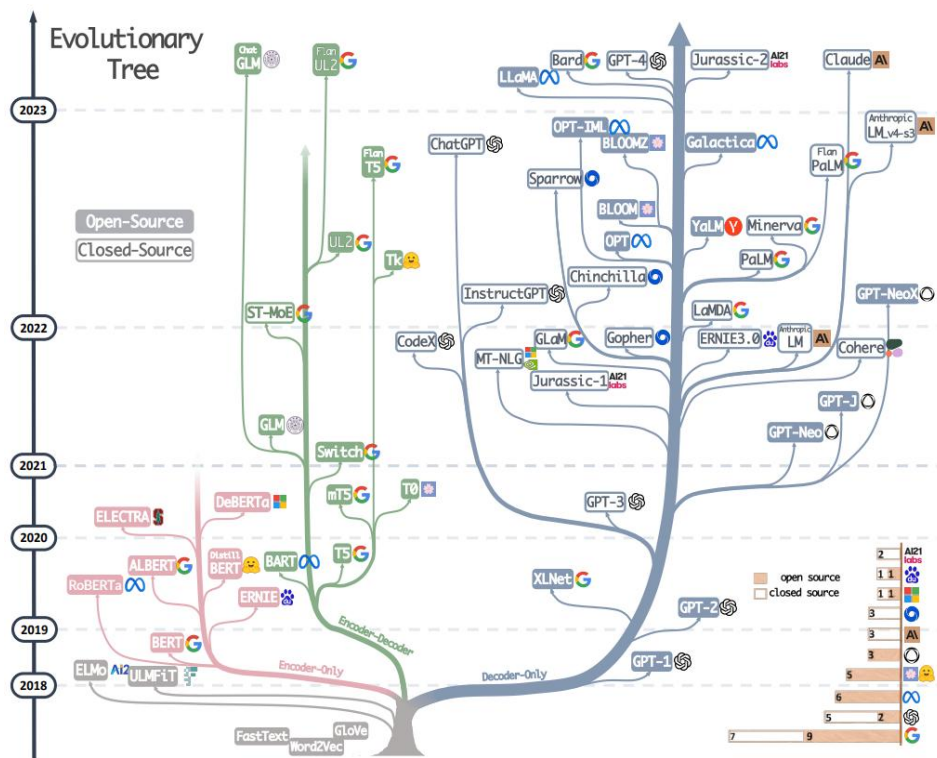 Evolutionary
Tree
2023
2022
2021
2020
2019
2018
Open-Source
Closed-Source
Chat
GLM
Flan
UL2
Flan
T5
UL2
Tk
ST-MoE
GLM
Switch
mT5
T0
T5
BART
Encoder-Decoder
DeBERTa
ELECTRA
ALBERT
Distill
BERT
RoBERTa
ERNIE
BERT
Encoder-Only
ELMo
Ai2
ULMFiT
FastText
GloVe
Word2Vec
Bard
GPT-4
Jurassic-2
AI21
labs
Claude
A\
LLaMA
OPT-IML
BLOOMZ
Galactica
Anthropic
LM_v4-s3
A\
ChatGPT
Flan
PaLM
Sparrow
BLOOM
OPT
YaLM
Y
Minerva
PaLM
Chinchilla
InstructGPT
GPT-NeoX
LaMDA
CodeX
GLaM
Gopher
ERNIE3.0
Anthropic
LM
A\
Cohere
MT-NLG
Jurassic-1
AI21
labs
GPT-J
GPT-Neo
GPT-3
XLNet
GPT-2
GPT-1
Decoder-Only
open source
closed source
2
AI21
labs
1 1
1 1
3
3
A\
3
5
6
5 2
7 9